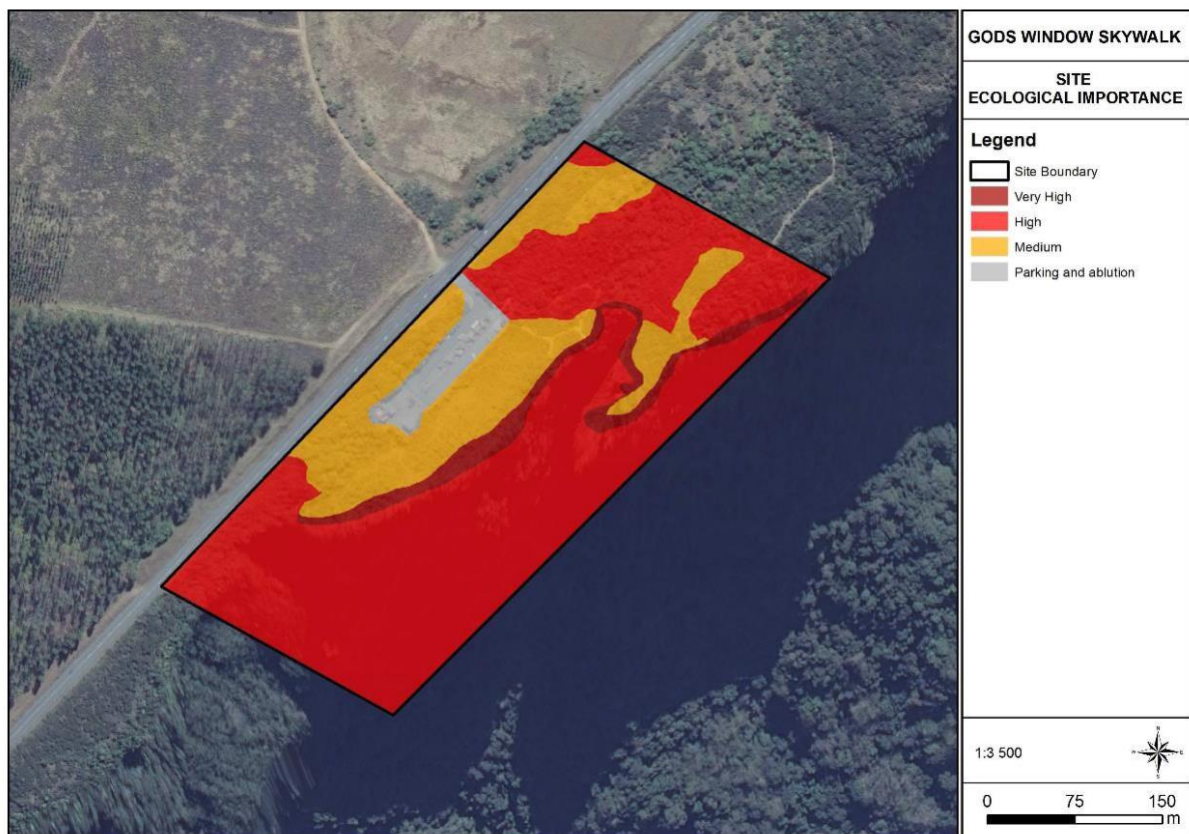 GODS WINDOW SKYWALK
SITE
ECOLOGICAL IMPORTANCE
Legend
Site Boundary
Very High
High
Medium
Parking and ablution
1:3 500
0 75 150
m